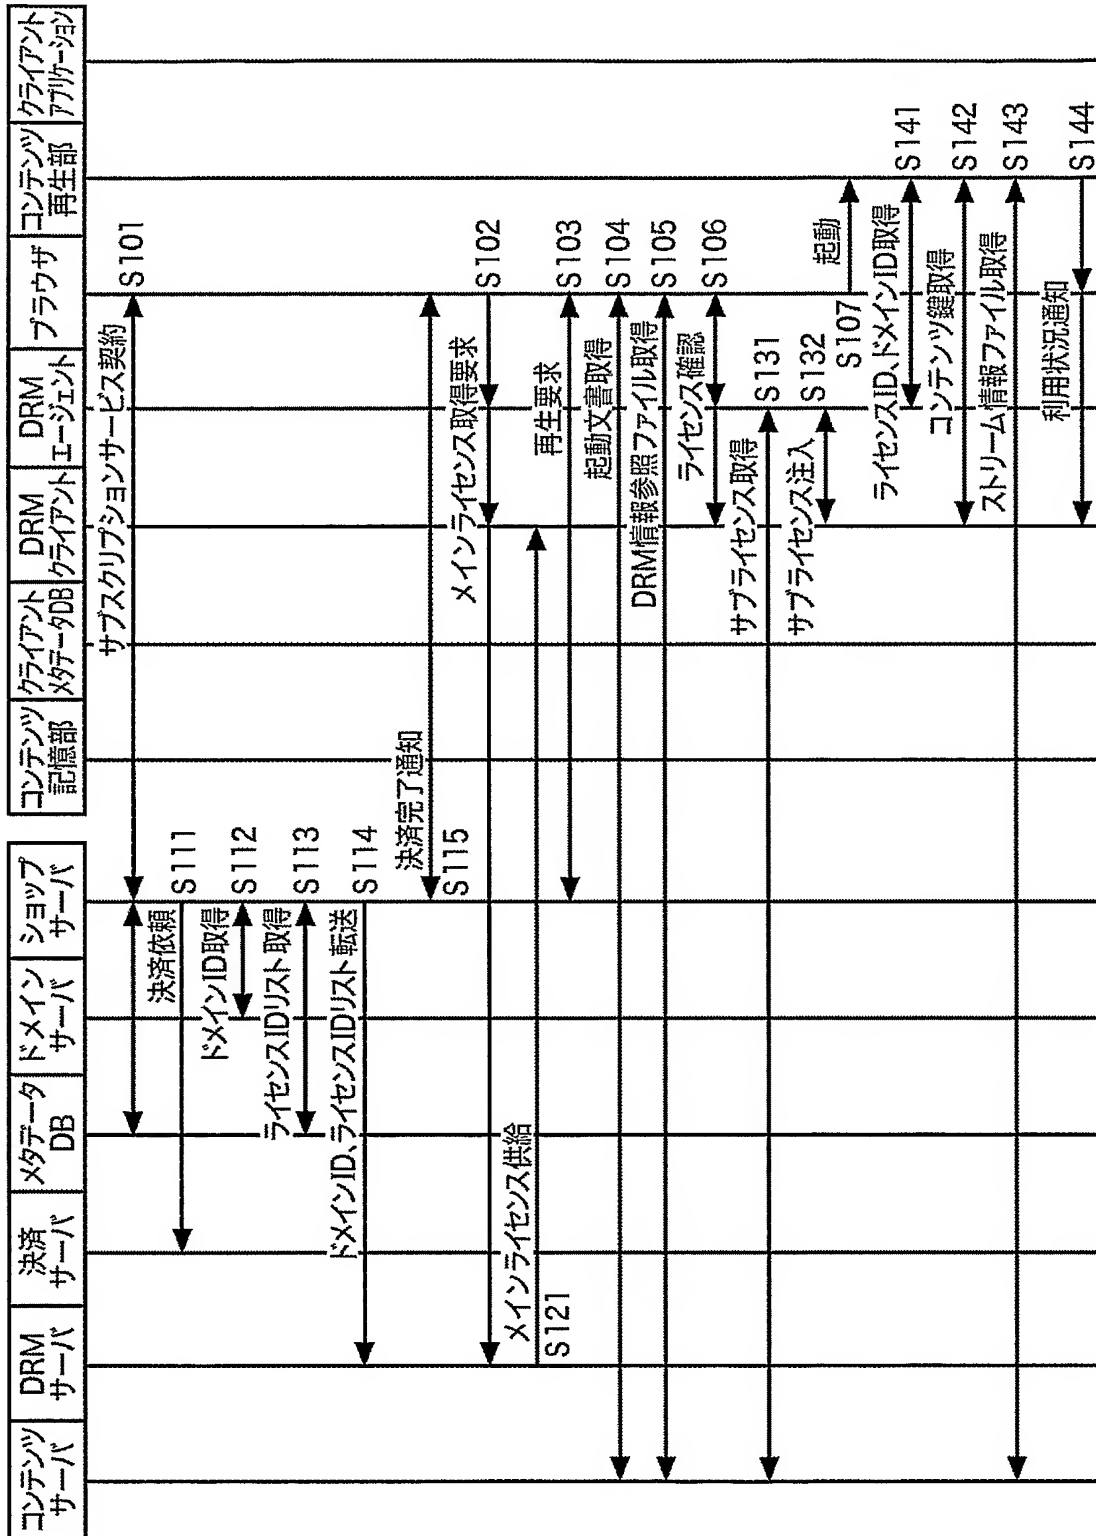 コンテンツ
サーバ
DRM
サーバ
決済
サーバ
メタデータ
DB
ドメイン
サーバ
ショップ
サーバ
コンテンツ
記憶部
クライアント
メタデータDB
DRM
クライアント
DRM
エージェント
ブラウザ
コンテンツ
再生部
クライアント
アプリケーション
サブスクリプションサービス契約
S101
決済依頼
S111
ドメインID取得
S112
ライセンスIDリスト取得
S113
ドメインID、ライセンスIDリスト転送
S114
決済完了通知
S115
メインライセンス取得要求
S102
メインライセンス供給
S121
再生要求
S103
起動文書取得
S104
DRM情報参照ファイル取得
S105
ライセンス確認
S106
サブライセンス取得
S131
サブライセンス注入
S132
起動
S107
ライセンスID、ドメインID取得
S141
コンテンツ鍵取得
S142
ストリーム情報ファイル取得
S143
利用状況通知
S144